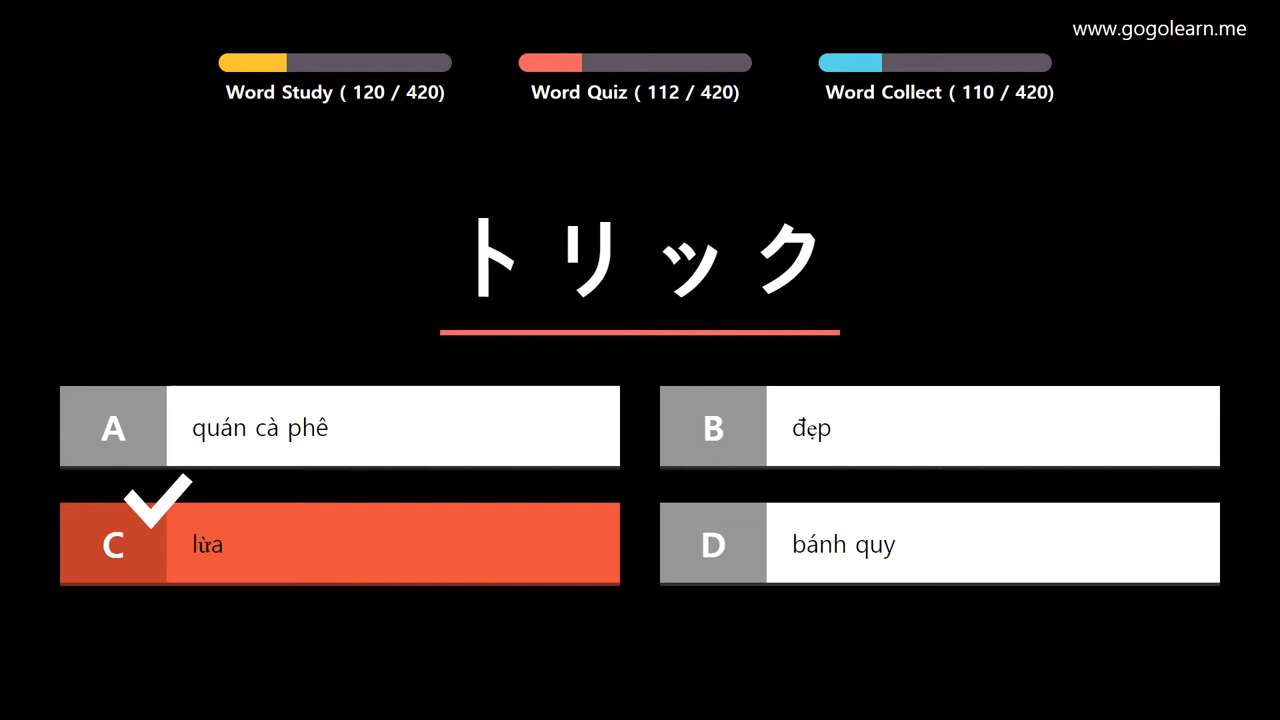 www.gogolearn.me
Word Study ( 120 / 420)
Word Quiz ( 112 / 420)
Word Collect ( 110 / 420)
トリック
A quán cà phê
B đẹp
C lừa
D bánh quy